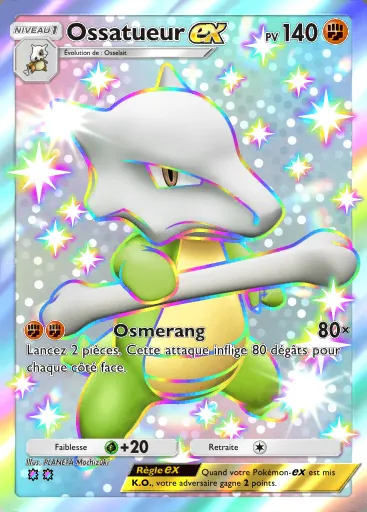 NIVEAU 1
Ossatueur ex
PV 140
Évolution de : Osselait
Osmerang 80×
Lancez 2 pièces. Cette attaque inflige 80 dégâts pour
chaque côté face.
Faiblesse +20 Retraite
Illus. PLANETA Mochizuki
Règle ex Quand votre Pokémon-ex est mis
K.O., votre adversaire gagne 2 points.